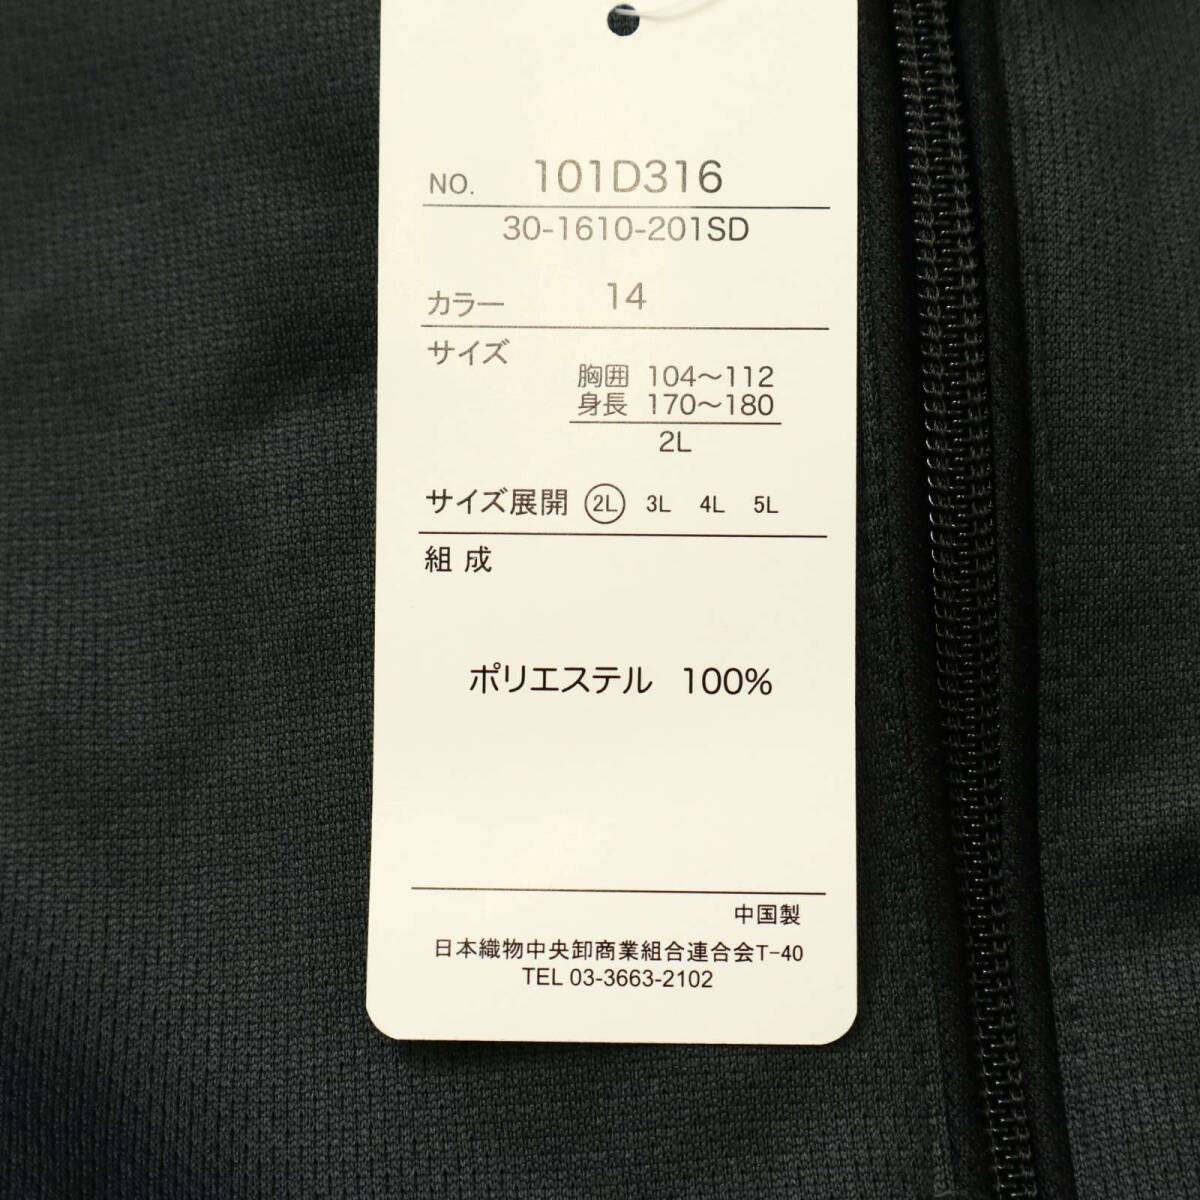 NO. 101D316
30-1610-201SD
カラー 14
サイズ
胸囲 104〜112
身長 170〜180
2L
サイズ展開 2L 3L 4L 5L
組成
ポリエステル 100%
中国製
日本織物中央卸商業組合連合会T-40
TEL 03-3663-2102